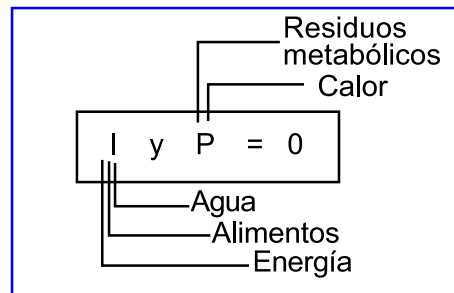 Residuos
metabólicos
Calor
I y P = 0
Agua
Alimentos
Energía